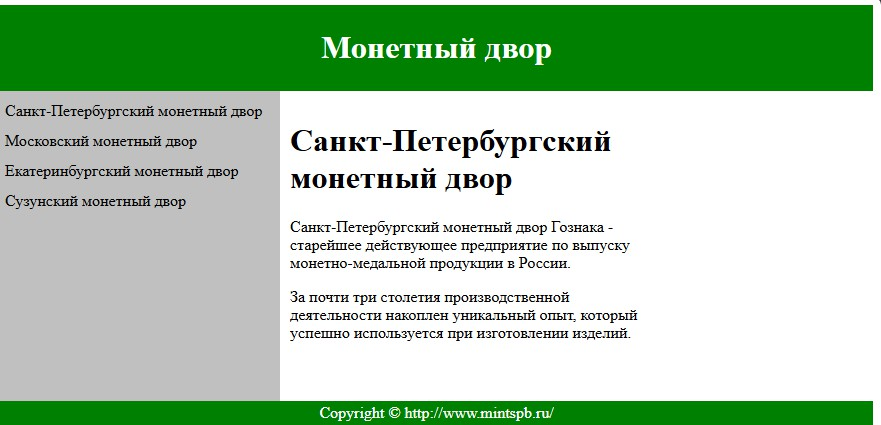 Монетный двор
Санкт-Петербургский монетный двор
Московский монетный двор
Екатеринбургский монетный двор
Сузунский монетный двор
Санкт-Петербургский
монетный двор
Санкт-Петербургский монетный двор Гознака -
старейшее действующее предприятие по выпуску
монетно-медальной продукции в России.
За почти три столетия производственной
деятельности накоплен уникальный опыт, который
успешно используется при изготовлении изделий.
Copyright © http://www.mintspb.ru/